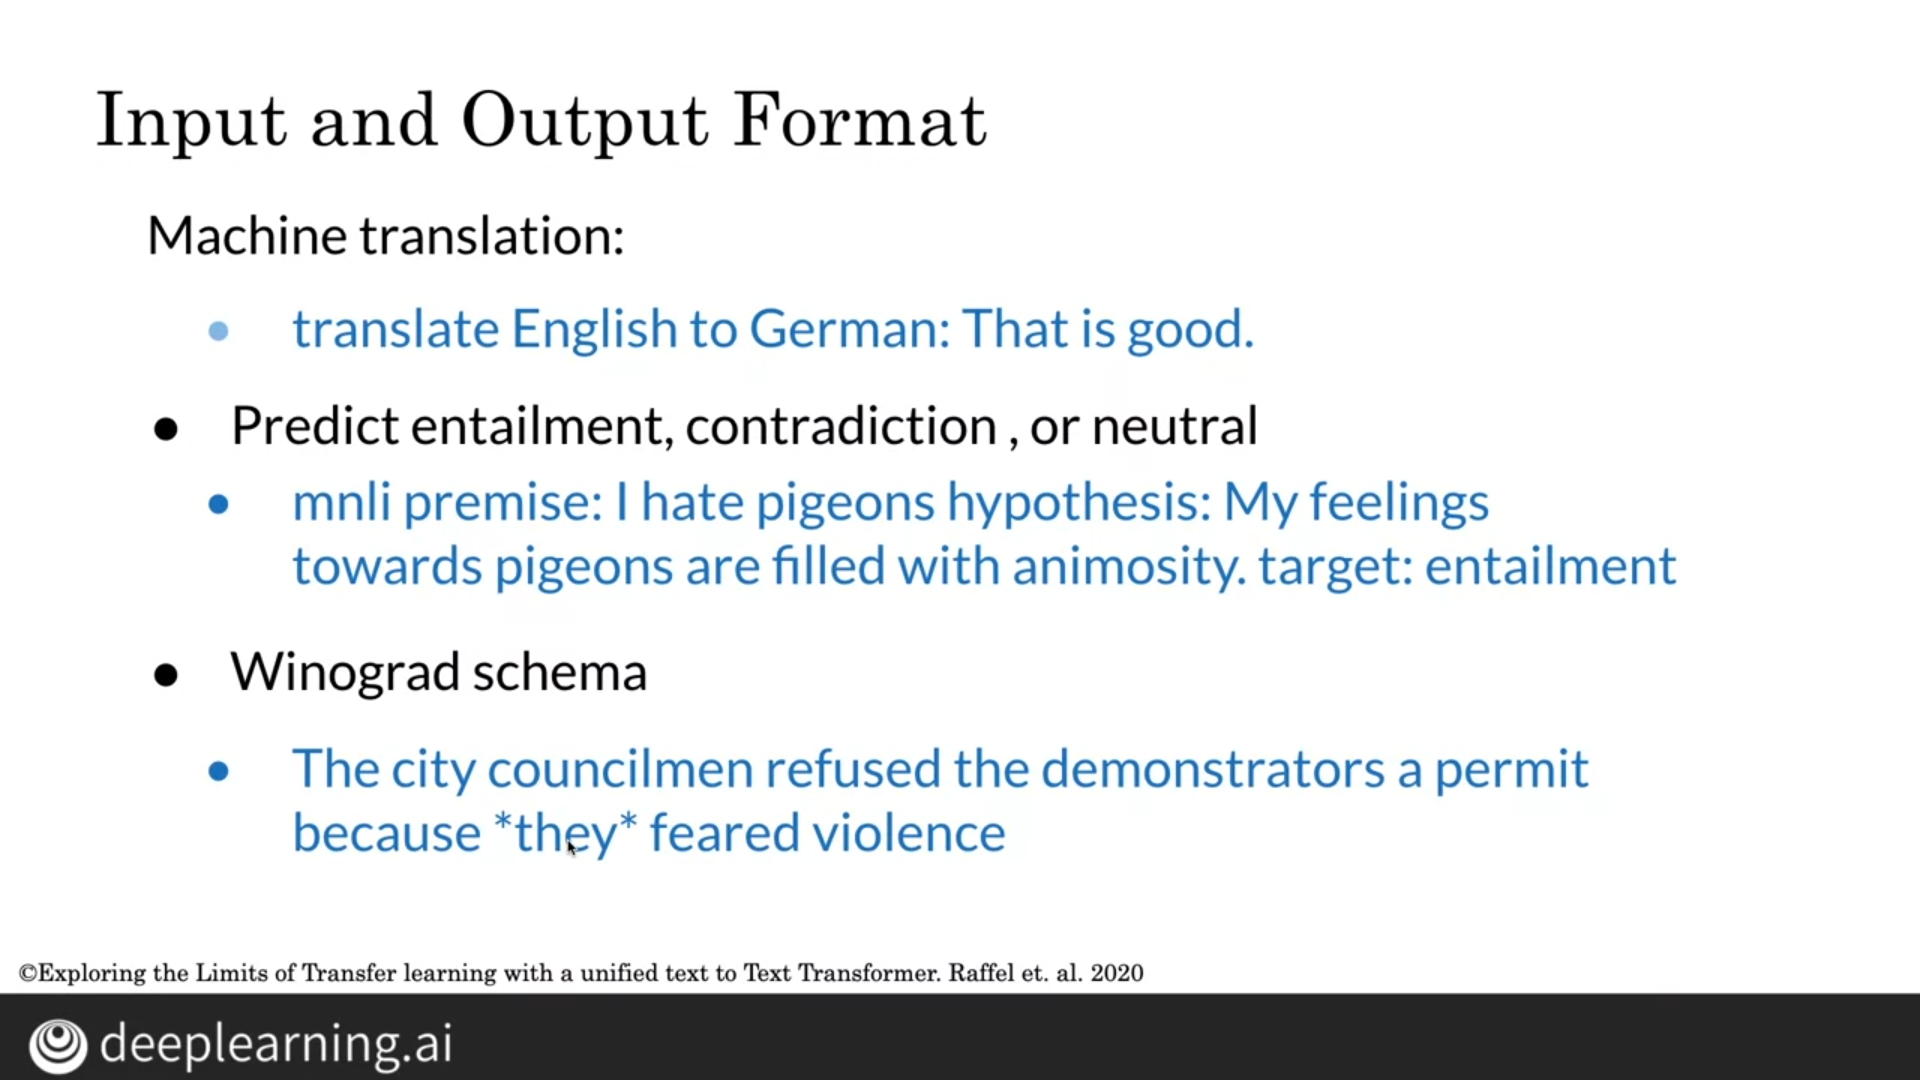 Input and Output Format
Machine translation:
• translate English to German: That is good.
• Predict entailment, contradiction , or neutral
• mnli premise: I hate pigeons hypothesis: My feelings
towards pigeons are filled with animosity. target: entailment
• Winograd schema
• The city councilmen refused the demonstrators a permit
because *they* feared violence
©Exploring the Limits of Transfer learning with a unified text to Text Transformer. Raffel et. al. 2020
deeplearning.ai